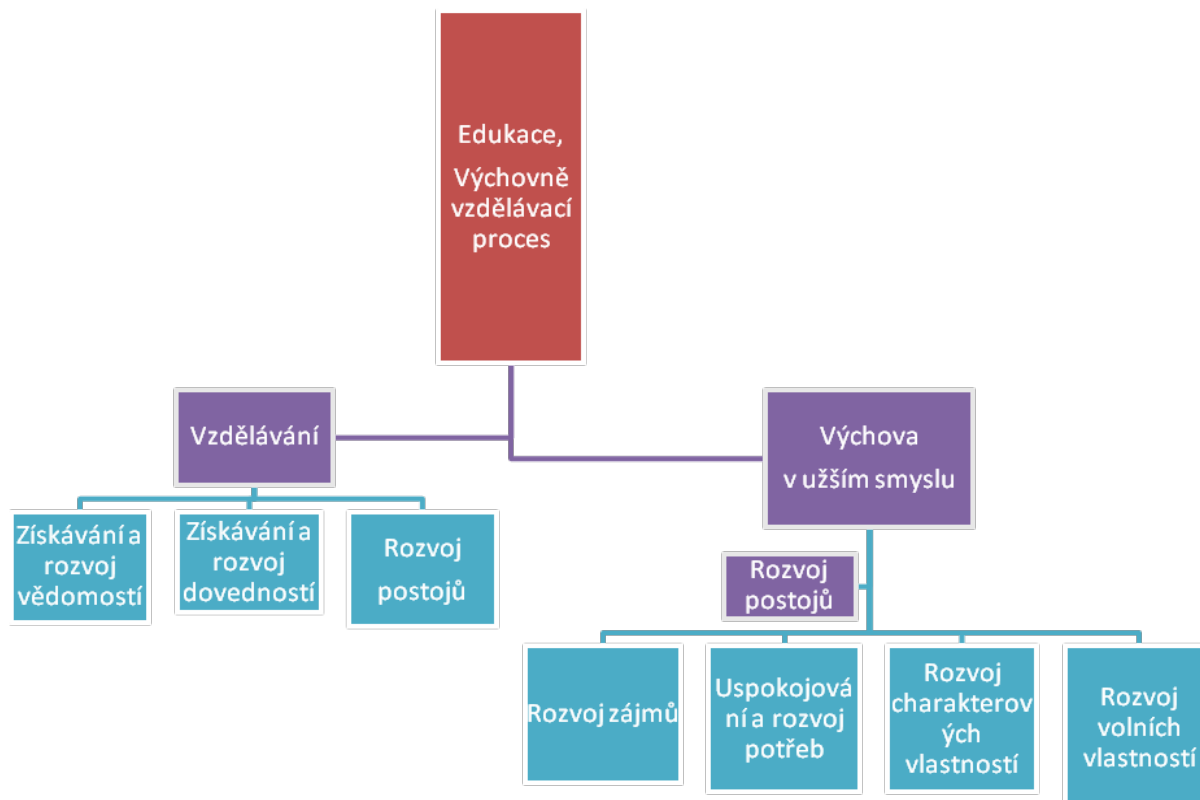 Edukace,
Výchovně
vzdělávací
proces
Vzdělávání
Výchova
v užším smyslu
Získávání a
rozvoj
vědomostí
Získávání a
rozvoj
dovedností
Rozvoj
postojů
Rozvoj
postojů
Rozvoj zájmů
Uspokojová
ní a rozvoj
potřeb
Rozvoj
charakterov
ých
vlastností
Rozvoj
volních
vlastností